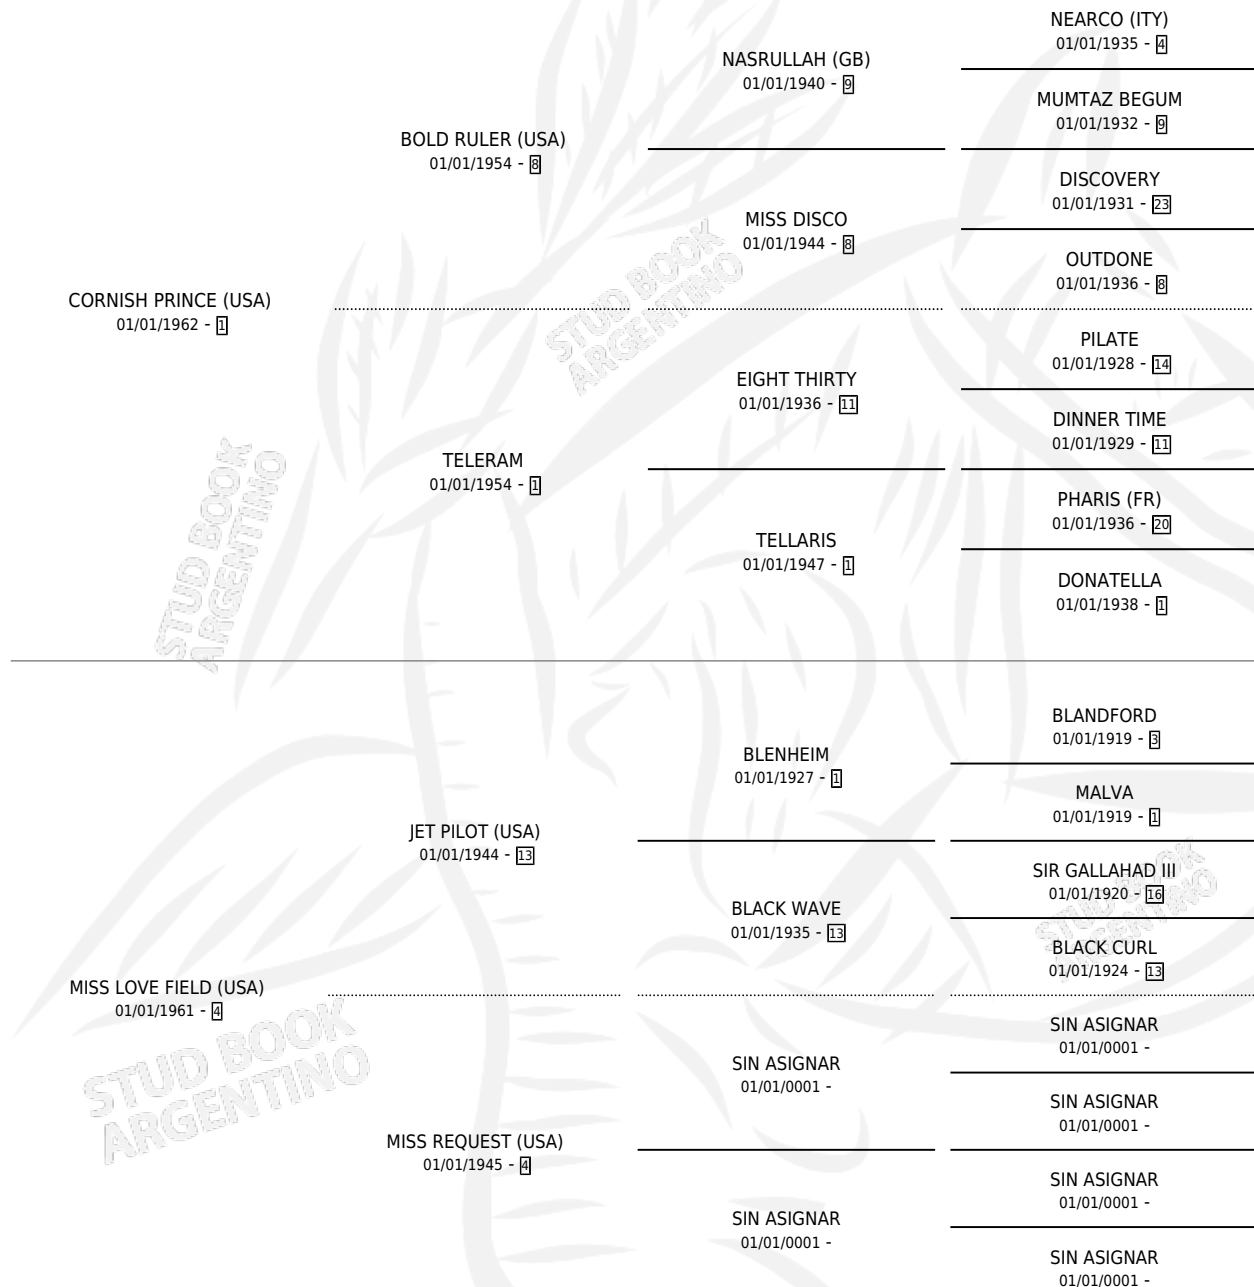 NEARCO (ITY)
01/01/1935 - 4
NASRULLAH (GB)
01/01/1940 - 9
MUMTAZ BEGUM
01/01/1932 - 9
BOLD RULER (USA)
01/01/1954 - 8
DISCOVERY
01/01/1931 - 23
MISS DISCO
01/01/1944 - 8
OUTDONE
01/01/1936 - 8
CORNISH PRINCE (USA)
01/01/1962 - 1
PILATE
01/01/1928 - 14
EIGHT THIRTY
01/01/1936 - 11
DINNER TIME
01/01/1929 - 11
TELERAM
01/01/1954 - 1
PHARIS (FR)
01/01/1936 - 20
TELLARIS
01/01/1947 - 1
DONATELLA
01/01/1938 - 1
BLANDFORD
01/01/1919 - 3
BLENHEIM
01/01/1927 - 1
MALVA
01/01/1919 - 1
JET PILOT (USA)
01/01/1944 - 13
SIR GALLAHAD III
01/01/1920 - 16
BLACK WAVE
01/01/1935 - 13
BLACK CURL
01/01/1924 - 13
MISS LOVE FIELD (USA)
01/01/1961 - 4
SIN ASIGNAR
01/01/0001 -
SIN ASIGNAR
01/01/0001 -
SIN ASIGNAR
01/01/0001 -
MISS REQUEST (USA)
01/01/1945 - 4
SIN ASIGNAR
01/01/0001 -
SIN ASIGNAR
01/01/0001 -
SIN ASIGNAR
01/01/0001 -
STUD BOOK
ARGENTINO
STUD BOOK
ARGENTINO
STUD BOOK
ARGENTINO
STUD BOOK
ARGENTINO